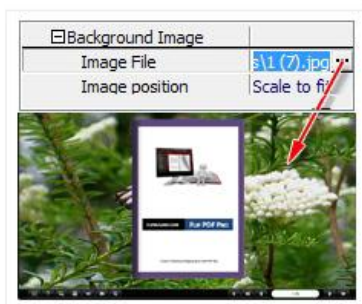 Background Image
Image File s\1 (7).jpg ...
Image position Scale to fi
Flip PDF Pro